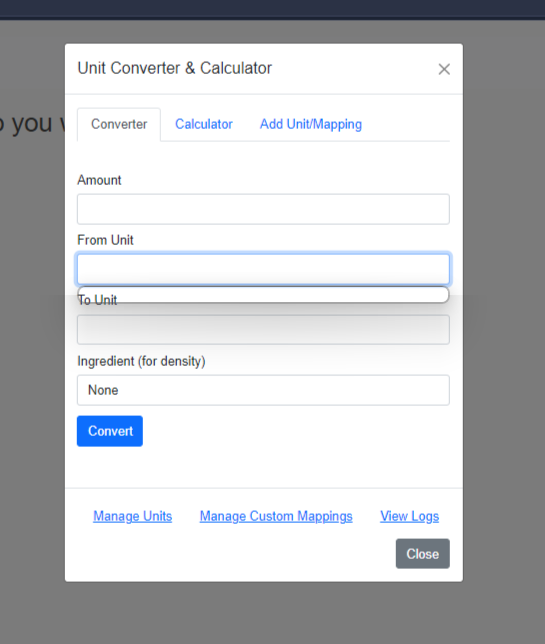 o you
Unit Converter & Calculator
Converter Calculator Add Unit/Mapping
Amount
From Unit
To Unit
Ingredient (for density)
None
Convert
Manage Units Manage Custom Mappings View Logs
Close